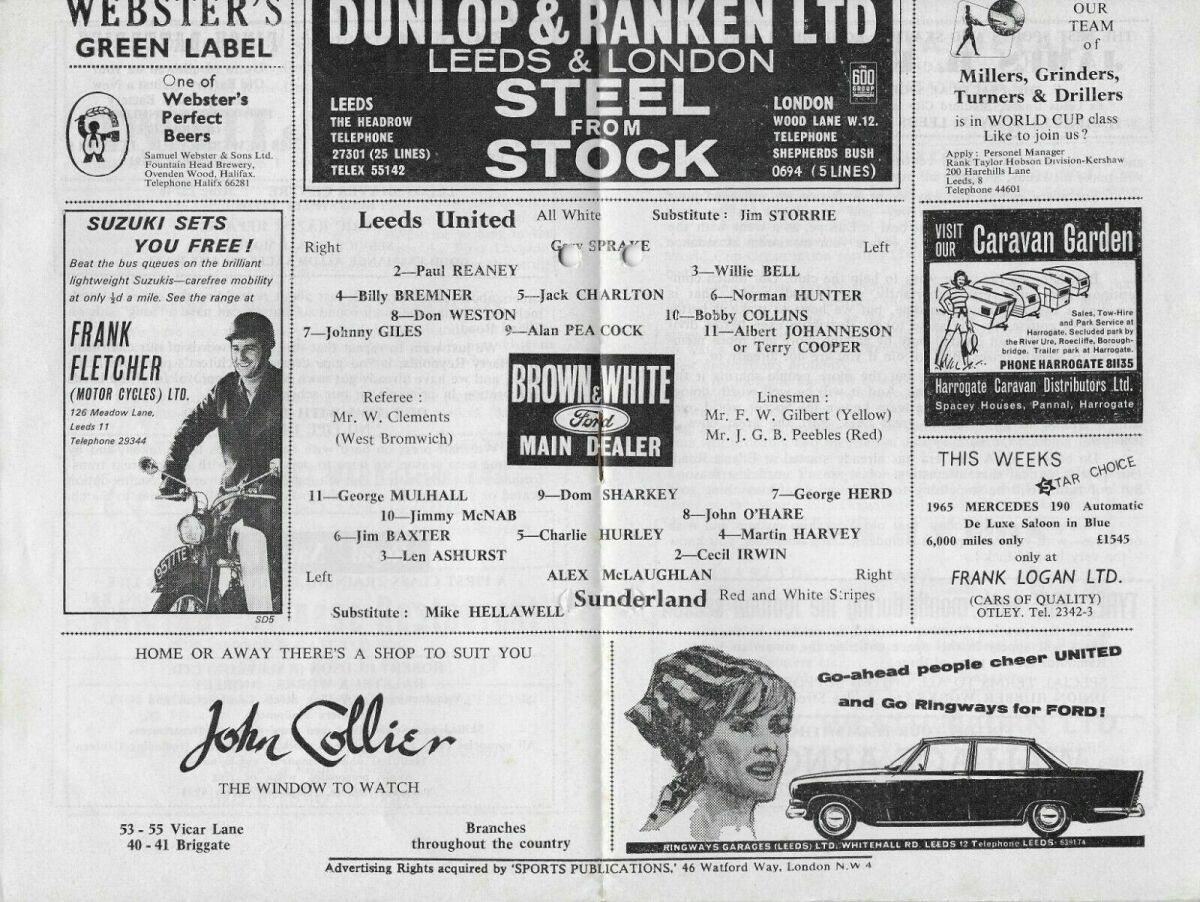 WEBSTER'S
GREEN LABEL
One of
Webster's
Perfect
Beers
Samuel Webster & Sons Ltd.
Fountain Head Brewery,
Ovenden Wood, Halifax.
Telephone Halifx 66281
DUNLOP & RANKEN LTD
LEEDS & LONDON
STEEL
FROM
STOCK
LEEDS
THE HEADROW
TELEPHONE
27301 (25 LINES)
TELEX 55142
THE
600
GROUP
LONDON
WOOD LANE W.12.
TELEPHONE
SHEPHERDS BUSH
0694 (5 LINES)
OUR
TEAM
of
Millers, Grinders,
Turners & Drillers
is in WORLD CUP class
Like to join us?
Apply: Personel Manager
Rank Taylor Hobson Division-Kershaw
200 Harehills Lane
Leeds, 8
Telephone 44601
SUZUKI SETS
YOU FREE!
Beat the bus queues on the brilliant
lightweight Suzukis—carefree mobility
at only ½d a mile. See the range at
FRANK
FLETCHER
(MOTOR CYCLES) LTD.
126 Meadow Lane,
Leeds 11
Telephone 29344
SD5
Leeds United All White Substitute: Jim STORRIE
Right Gary SPRAKE Left
2—Paul REANEY 3—Willie BELL
4—Billy BREMNER 5—Jack CHARLTON 6—Norman HUNTER
8—Don WESTON 10—Bobby COLLINS
7—Johnny GILES 9—Alan PEA COCK 11—Albert JOHANNESON
or Terry COOPER
Referee:
Mr. W. Clements
(West Bromwich)
BROWN & WHITE
Ford
MAIN DEALER
Linesmen:
Mr. F. W. Gilbert (Yellow)
Mr. J. G. B. Peebles (Red)
11—George MULHALL 9—Dom SHARKEY 7—George HERD
10—Jimmy McNAB 8—John O'HARE
6—Jim BAXTER 5—Charlie HURLEY 4—Martin HARVEY
3—Len ASHURST 2—Cecil IRWIN
Left ALEX McLAUGHLAN Right
Substitute: Mike HELLAWELL Sunderland Red and White Stripes
VISIT
OUR Caravan Garden
Sales, Tow-Hire
and Park Service at
Harrogate. Secluded park by
the River Ure, Roecliffe, Borough-
bridge. Trailer park at Harrogate.
PHONE HARROGATE 81135
Harrogate Caravan Distributors Ltd.
Spacey Houses, Pannal, Harrogate
THIS WEEKS
STAR CHOICE
1965 MERCEDES 190 Automatic
De Luxe Saloon in Blue
6,000 miles only £1545
only at
FRANK LOGAN LTD.
(CARS OF QUALITY)
OTLEY. Tel. 2342-3
HOME OR AWAY THERE'S A SHOP TO SUIT YOU
John Collier
THE WINDOW TO WATCH
53 - 55 Vicar Lane
40 - 41 Briggate
Branches
throughout the country
Go-ahead people cheer UNITED
and Go Ringways for FORD!
RINGWAYS GARAGES (LEEDS) LTD. WHITEHALL RD. LEEDS 12 Telephone LEEDS 639174
Advertising Rights acquired by 'SPORTS PUBLICATIONS,' 46 Watford Way, London N.W 4